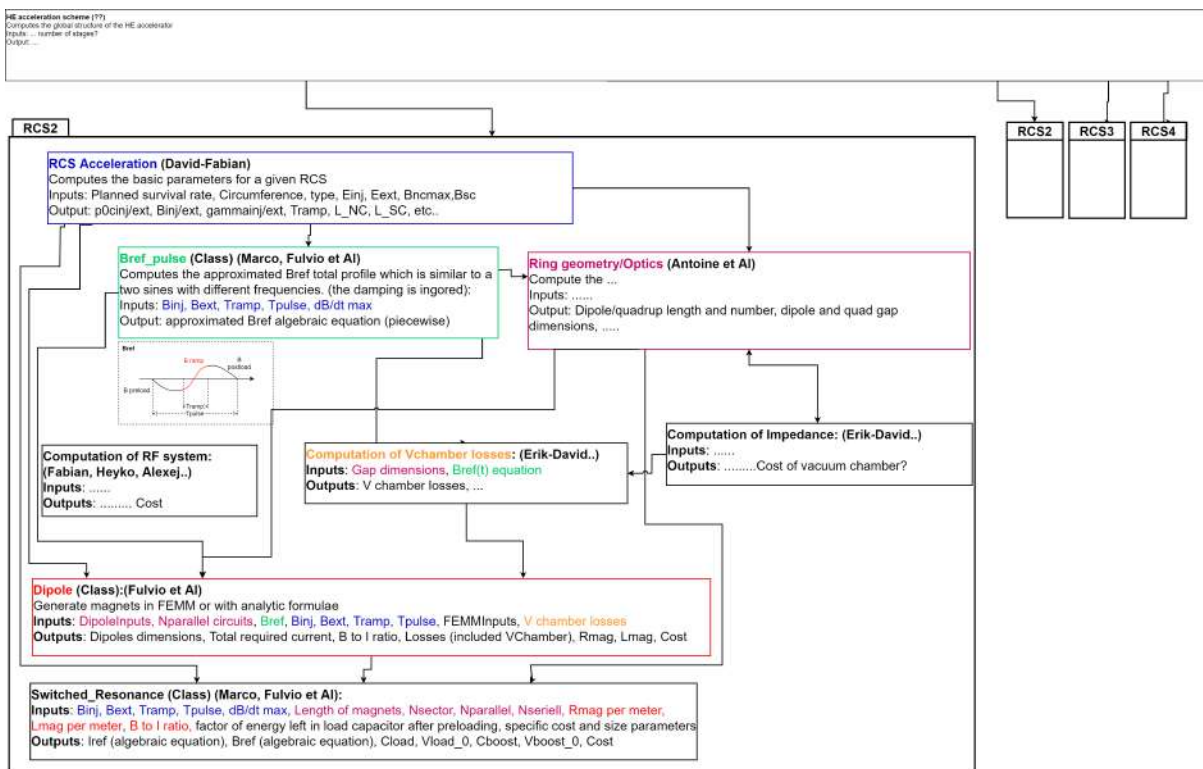 HE acceleration scheme (??)
Computes the global structure of the HE accelerator
Inputs: ... number of stages?
Output: ...
RCS2
RCS2
RCS3
RCS4
RCS Acceleration (David-Fabian)
Computes the basic parameters for a given RCS
Inputs: Planned survival rate, Circumference, type, Einj, Eext, Bncmax,Bsc
Output: p0cinj/ext, Binj/ext, gammainj/ext, Tramp, L_NC, L_SC, etc..
Bref_pulse (Class) (Marco, Fulvio et Al)
Computes the approximated Bref total profile which is similar to a
two sines with different frequencies. (the damping is ingored):
Inputs: Binj, Bext, Tramp, Tpulse, dB/dt max
Output: approximated Bref algebraic equation (piecewise)
Ring geometry/Optics (Antoine et Al)
Compute the ...
Inputs: ......
Output: Dipole/quadrup length and number, dipole and quad gap
dimensions, .....
Bref
B ramp
B
postload
B preload
Tramp
Tpulse
Computation of RF system:
(Fabian, Heyko, Alexej..)
Inputs: ......
Outputs: ......... Cost
Computation of Vchamber losses: (Erik-David..)
Inputs: Gap dimensions, Bref(t) equation
Outputs: V chamber losses, ...
Computation of Impedance: (Erik-David..)
Inputs: ......
Outputs: .........Cost of vacuum chamber?
Dipole (Class):(Fulvio et Al)
Generate magnets in FEMM or with analytic formulae
Inputs: DipoleInputs, Nparallel circuits, Bref, Binj, Bext, Tramp, Tpulse, FEMMInputs, V chamber losses
Outputs: Dipoles dimensions, Total required current, B to I ratio, Losses (included VChamber), Rmag, Lmag, Cost
Switched_Resonance (Class) (Marco, Fulvio et Al):
Inputs: Binj, Bext, Tramp, Tpulse, dB/dt max, Length of magnets, Nsector, Nparallel, Nseriell, Rmag per meter,
Lmag per meter, B to I ratio, factor of energy left in load capacitor after preloading, specific cost and size parameters
Outputs: Iref (algebraic equation), Bref (algebraic equation), Cload, Vload_0, Cboost, Vboost_0, Cost